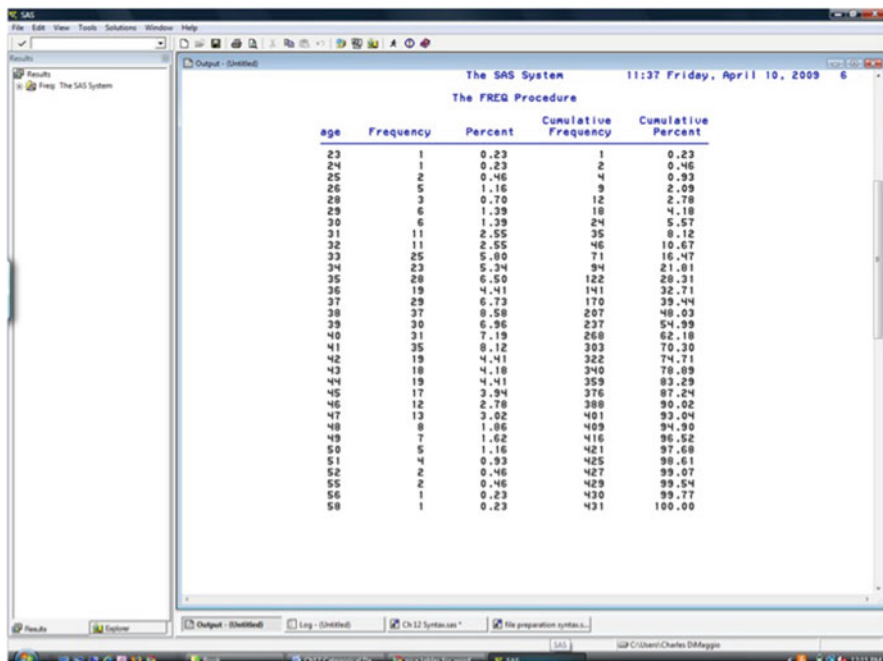 SAS
File Edit View Tools Solutions Window Help
Results
Results
Freq: The SAS System
Output - (Untitled)
The SAS System 11:37 Friday, April 10, 2009 6
The FREQ Procedure
Cumulative Cumulative
age Frequency Percent Frequency Percent
23 1 0.23 1 0.23
24 1 0.23 2 0.46
25 2 0.46 4 0.93
26 5 1.16 9 2.09
28 3 0.70 12 2.78
29 6 1.39 18 4.18
30 6 1.39 24 5.57
31 11 2.55 35 8.12
32 11 2.55 46 10.67
33 25 5.80 71 16.47
34 23 5.34 94 21.81
35 28 6.50 122 28.31
36 19 4.41 141 32.71
37 29 6.73 170 39.44
38 37 8.58 207 48.03
39 30 6.96 237 54.99
40 31 7.19 268 62.18
41 35 8.12 303 70.30
42 19 4.41 322 74.71
43 18 4.18 340 78.89
44 19 4.41 359 83.29
45 17 3.94 376 87.24
46 12 2.78 388 90.02
47 13 3.02 401 93.04
48 8 1.86 409 94.90
49 7 1.62 416 96.52
50 5 1.16 421 97.68
51 4 0.93 425 98.61
52 2 0.46 427 99.07
55 2 0.46 429 99.54
56 1 0.23 430 99.77
58 1 0.23 431 100.00
Results Explorer Output - (Untitled) Log - (Untitled) Ch 12 Syntax.sas * file preparation syntax.s...
SAS C:\Users\Charles DiMaggio
SAS 12:15 PM